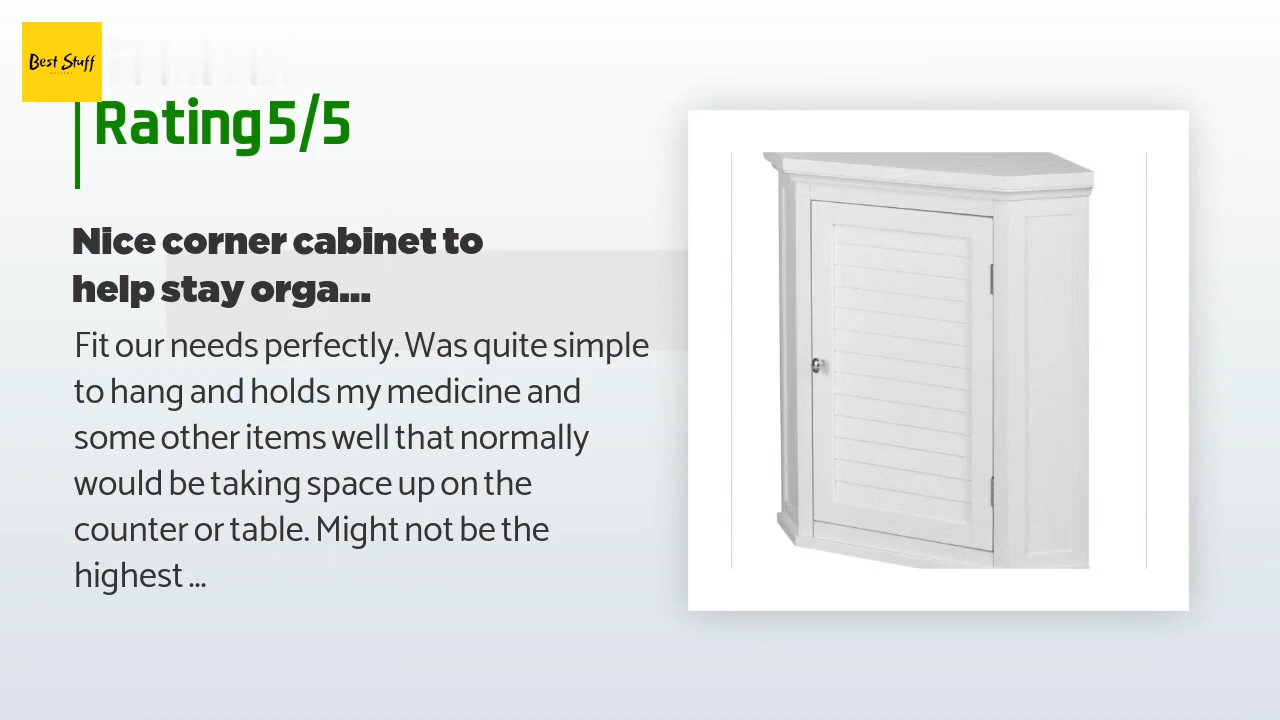 Best Stuff
Rating 5/5
Nice corner cabinet to
help stay orga...
Fit our needs perfectly. Was quite simple
to hang and holds my medicine and
some other items well that normally
would be taking space up on the
counter or table. Might not be the
highest ...